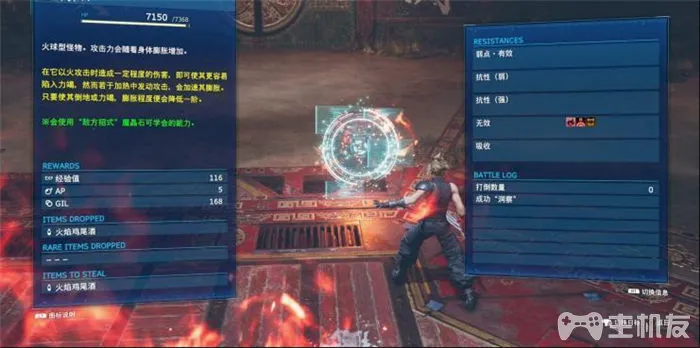 HP 7150 / 7368
火球型怪物。攻击力会随着身体膨胀增加。
在它以火攻击时造成一定程度的伤害，即可使其更容易
陷入力竭，然而若于加热中发动攻击，会加速其膨胀。
只要使其倒地或力竭，膨胀程度便会降低一阶。
※会使用“敌方招式”魔晶石可学会的能力。
REWARDS
EXP 经验值 116
AP 5
GIL 168
ITEMS DROPPED
火焰鸡尾酒
RARE ITEMS DROPPED
---
ITEMS TO STEAL
火焰鸡尾酒
图标说明
RESISTANCES
弱点·有效
抗性（弱）
抗性（强）
无效
吸收
BATTLE LOG
打倒数量 0
成功“洞察”
切换信息
主机友